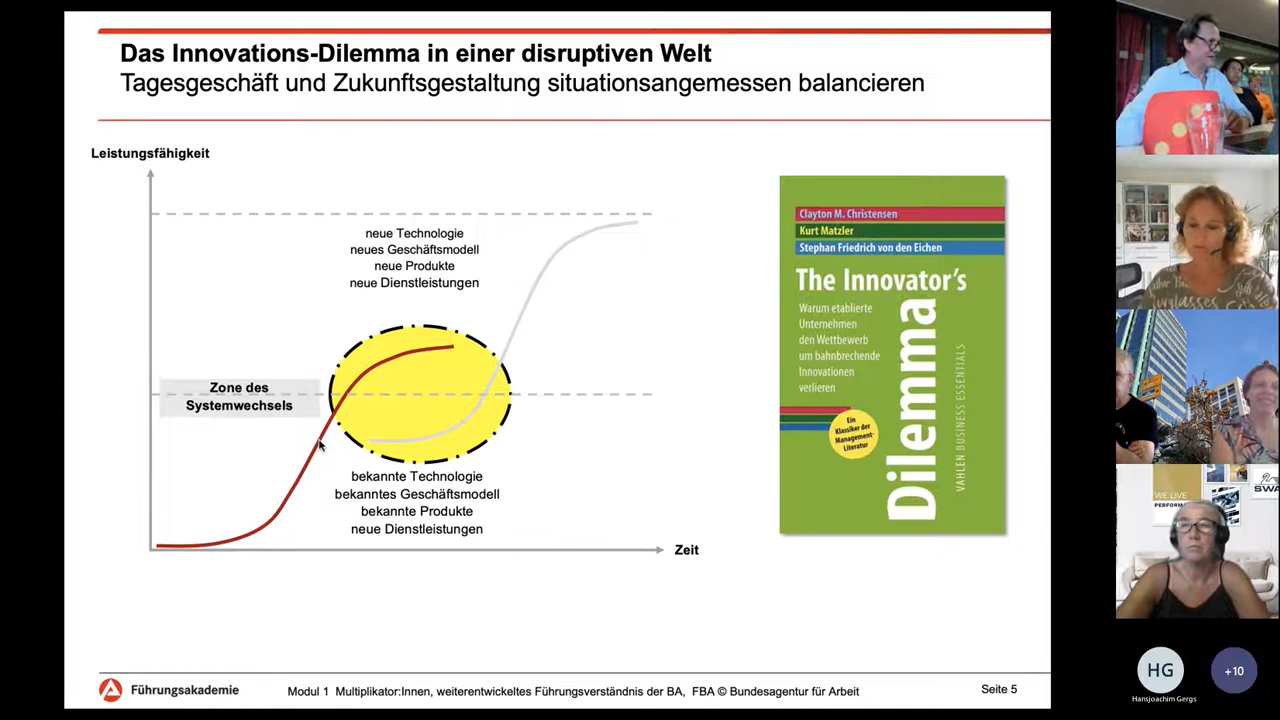 Das Innovations-Dilemma in einer disruptiven Welt
Tagesgeschäft und Zukunftsgestaltung situationsangemessen balancieren
Leistungsfähigkeit
neue Technologie
neues Geschäftsmodell
neue Produkte
neue Dienstleistungen
Zone des
Systemwechsels
bekannte Technologie
bekanntes Geschäftsmodell
bekannte Produkte
neue Dienstleistungen
Zeit
Clayton M. Christensen
Kurt Matzler
Stephan Friedrich von den Eichen
The Innovator's
Dilemma
Warum etablierte
Unternehmen
den Wettbewerb
um bahnbrechende
Innovationen
verlieren
Ein
Klassiker der
Management-
Literatur
VAHLEN BUSINESS ESSENTIALS
Führungsakademie
Modul 1 Multiplikator:Innen, weiterentwickeltes Führungsverständnis der BA, FBA © Bundesagentur für Arbeit
Seite 5
WE LIVE
PERFORM
SWA
HG
+10
Hansjoachim Gergs